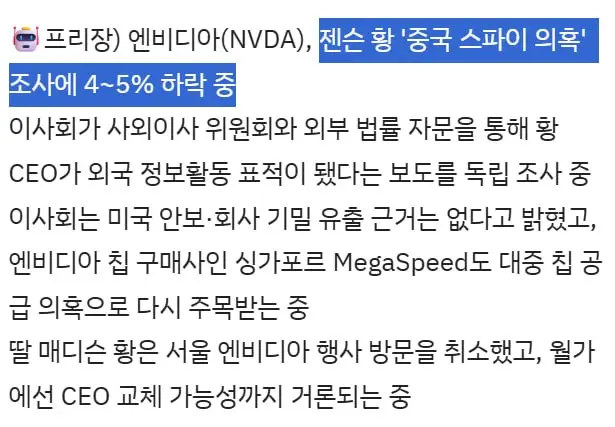 🤖프리장) 엔비디아(NVDA), 젠슨 황 '중국 스파이 의혹'
조사에 4~5% 하락 중
이사회가 사외이사 위원회와 외부 법률 자문을 통해 황
CEO가 외국 정보활동 표적이 됐다는 보도를 독립 조사 중
이사회는 미국 안보·회사 기밀 유출 근거는 없다고 밝혔고,
엔비디아 칩 구매사인 싱가포르 MegaSpeed도 대중 칩 공
급 의혹으로 다시 주목받는 중
딸 매디슨 황은 서울 엔비디아 행사 방문을 취소했고, 월가
에선 CEO 교체 가능성까지 거론되는 중